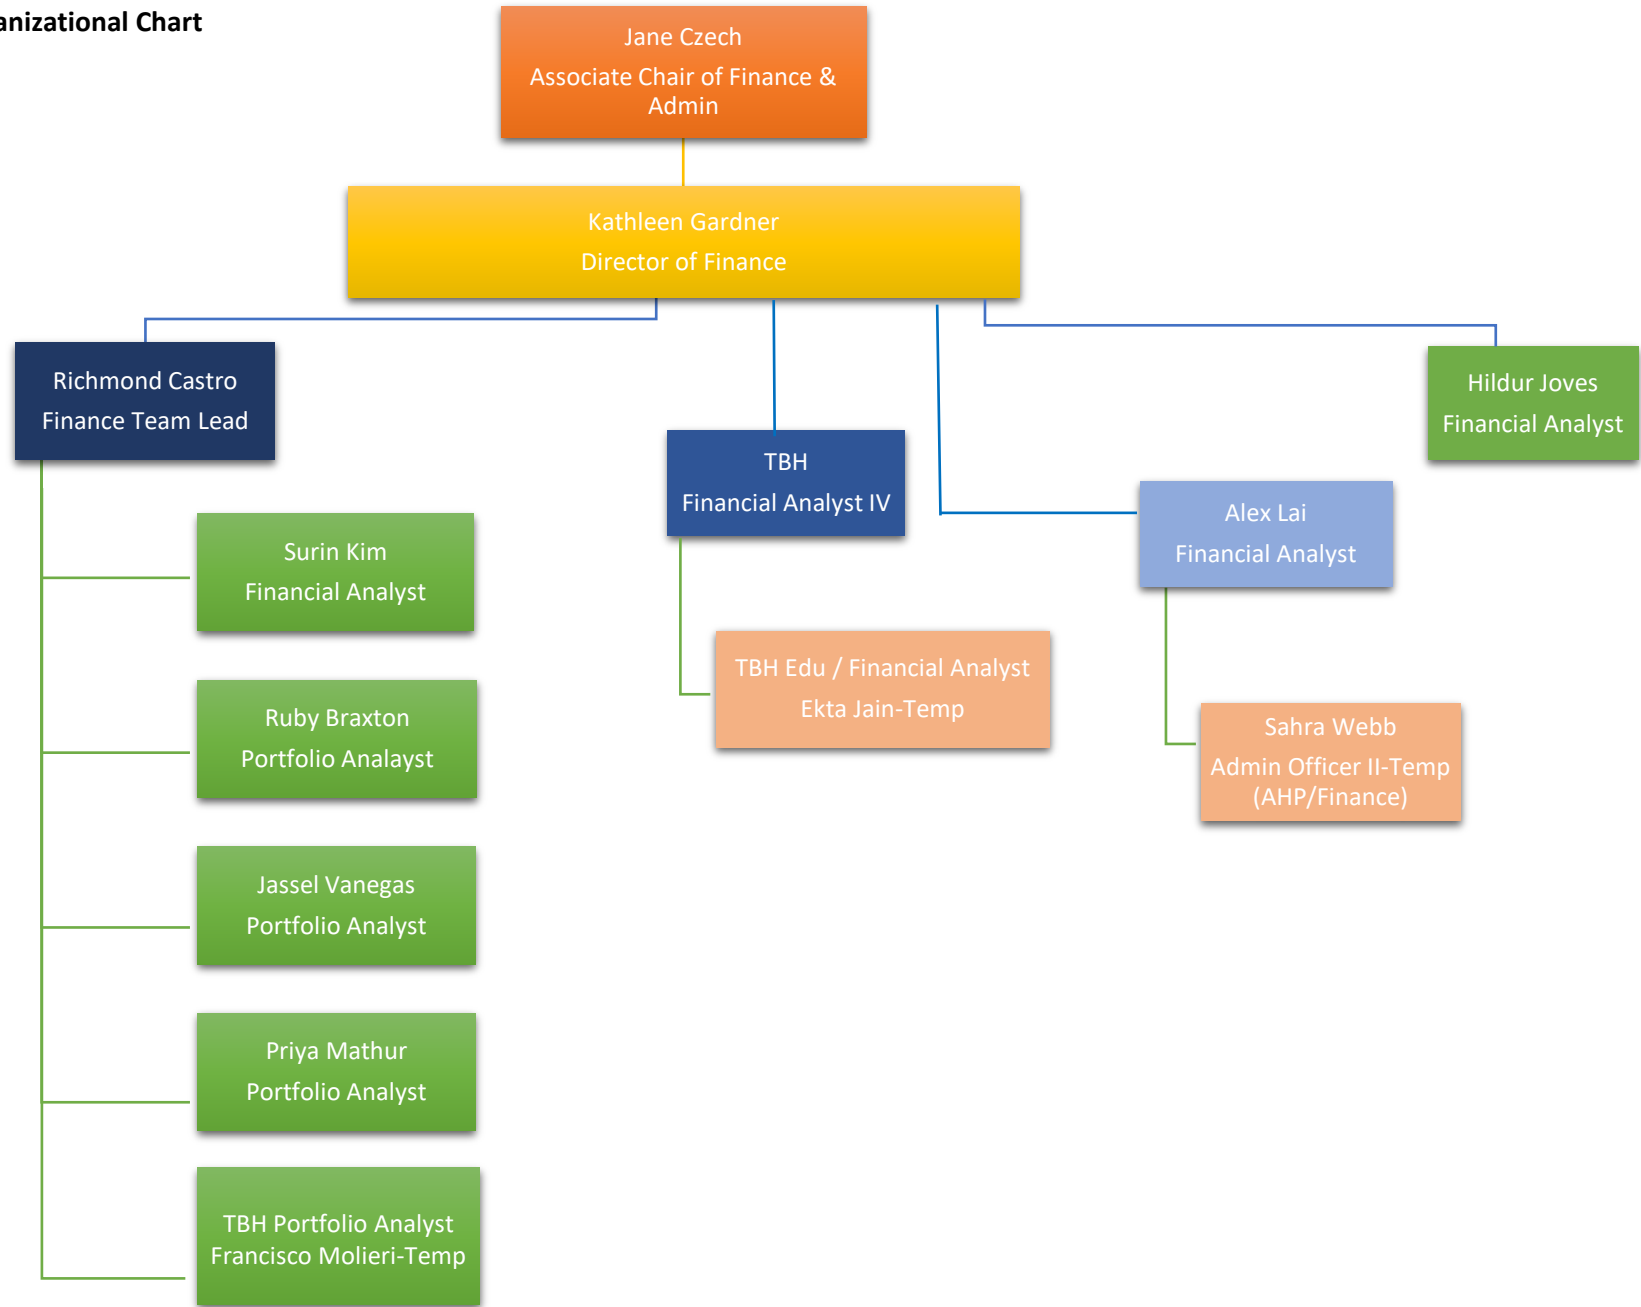 anizational Chart
Jane Czech
Associate Chair of Finance &
Admin
Kathleen Gardner
Director of Finance
Richmond Castro
Finance Team Lead
Hildur Joves
Financial Analyst
TBH
Financial Analyst IV
Alex Lai
Financial Analyst
Surin Kim
Financial Analyst
TBH Edu / Financial Analyst
Ekta Jain-Temp
Ruby Braxton
Portfolio Analayst
Sahra Webb
Admin Officer II-Temp
(AHP/Finance)
Jassel Vanegas
Portfolio Analyst
Priya Mathur
Portfolio Analyst
TBH Portfolio Analyst
Francisco Molieri-Temp